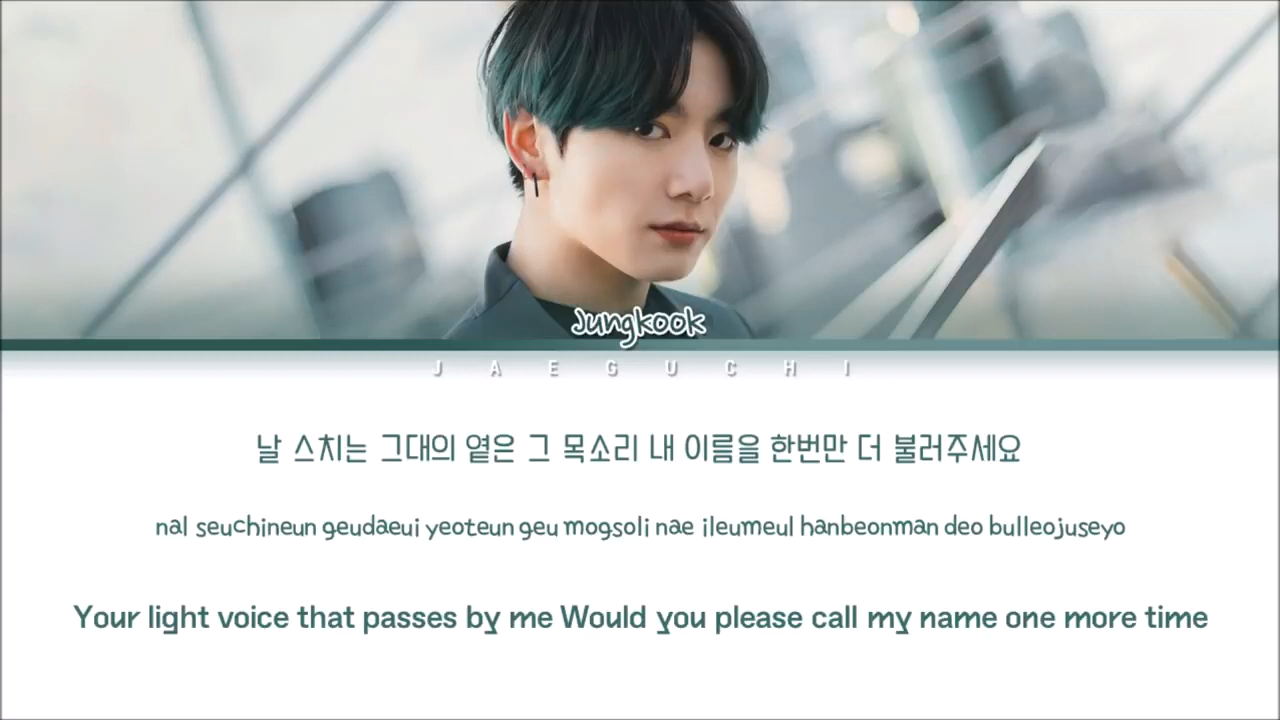 Jungkook
JAEGUCHI
날 스치는 그대의 옅은 그 목소리 내 이름을 한번만 더 불러주세요
nal seuchineun geudaeui yeoteun geu mogsoli nae ileumeul hanbeonman deo bulleojuseyo
Your light voice that passes by me Would you please call my name one more time